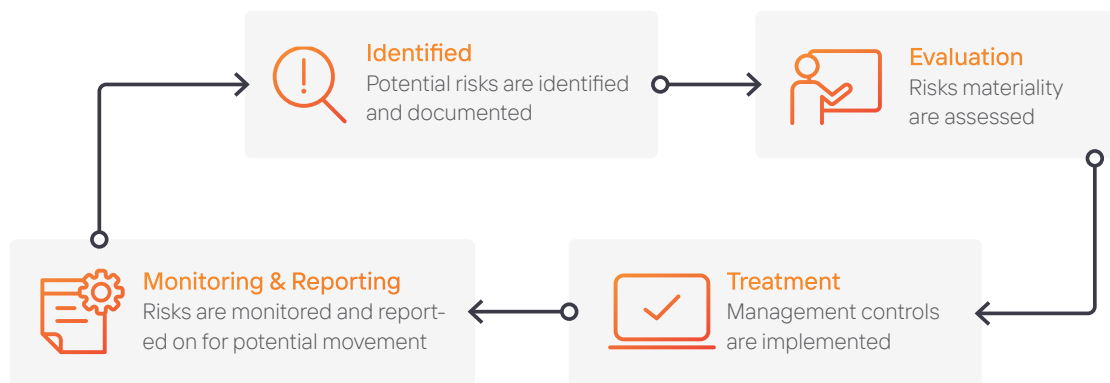 Identified
Potential risks are identified
and documented
Evaluation
Risks materiality
are assessed
Monitoring & Reporting
Risks are monitored and report-
ed on for potential movement
Treatment
Management controls
are implemented